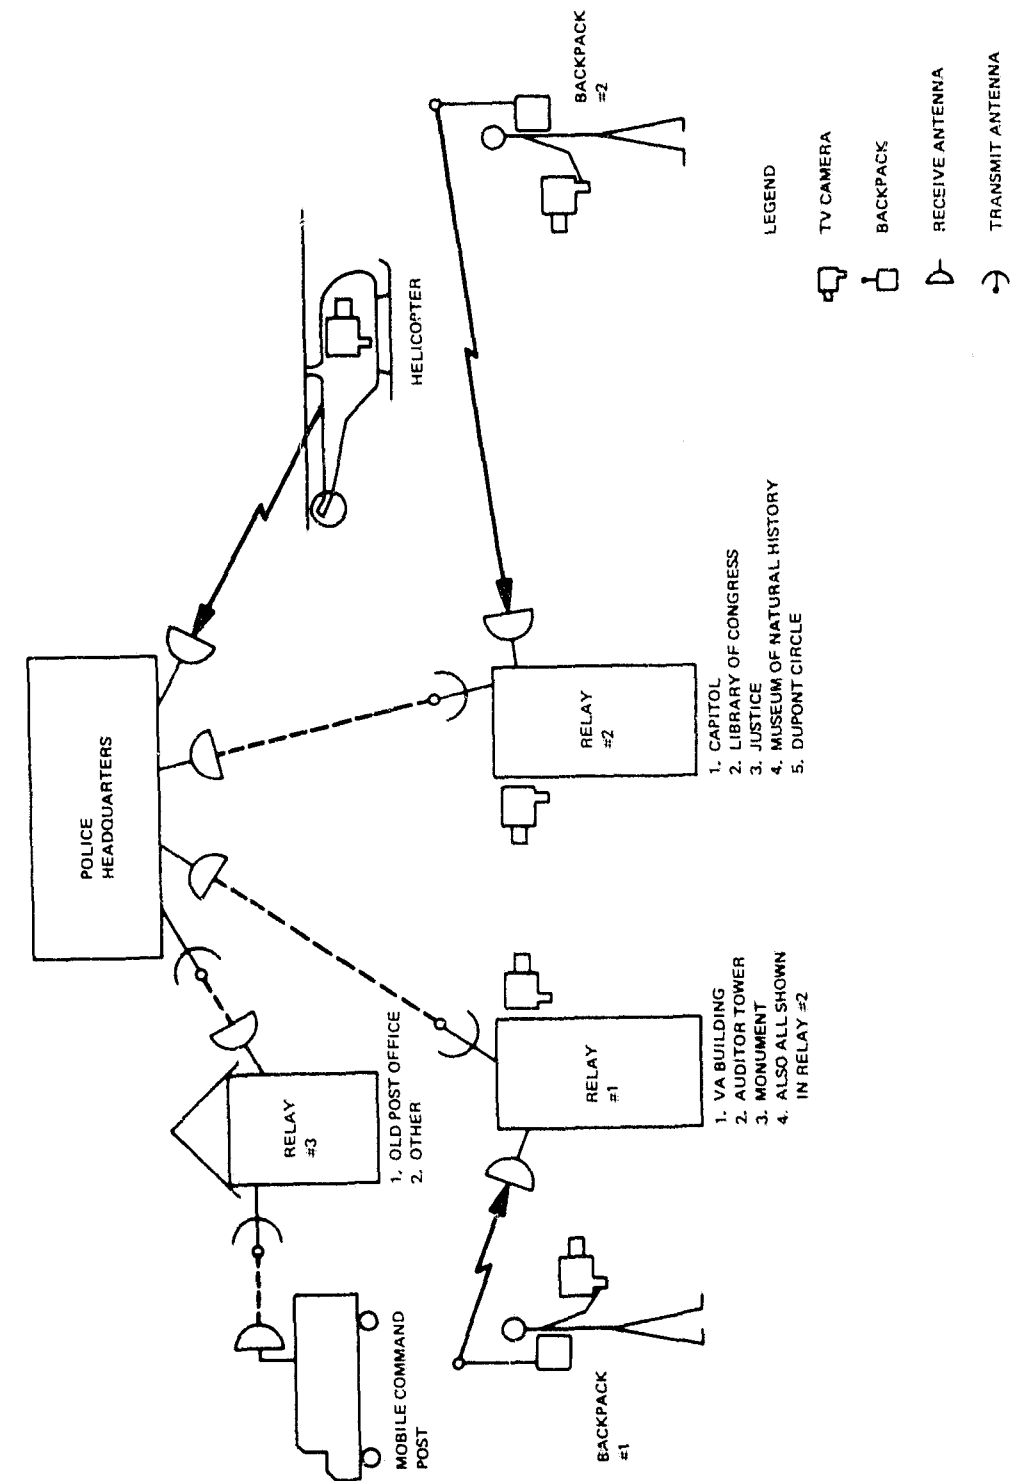 POLICE
HEADQUARTERS
HELICOPTER
BACKPACK
#2
RELAY
#3
1. OLD POST OFFICE
2. OTHER
RELAY
#2
1. CAPITOL
2. LIBRARY OF CONGRESS
3. JUSTICE
4. MUSEUM OF NATURAL HISTORY
5. DUPONT CIRCLE
RELAY
#1
1. VA BUILDING
2. AUDITOR TOWER
3. MONUMENT
4. ALSO ALL SHOWN
IN RELAY #2
MOBILE COMMAND
POST
BACKPACK
#1
LEGEND
TV CAMERA
BACKPACK
RECEIVE ANTENNA
TRANSMIT ANTENNA